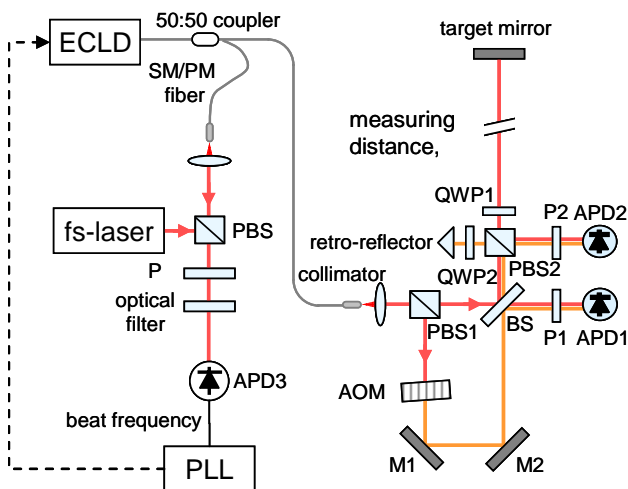 ECLD
50:50 coupler
SM/PM
fiber
target mirror
measuring
distance,
fs-laser
PBS
P
optical
filter
APD3
beat frequency
PLL
QWP1
P2
APD2
retro-reflector
QWP2
PBS2
collimator
PBS1
BS
P1
APD1
AOM
M1
M2